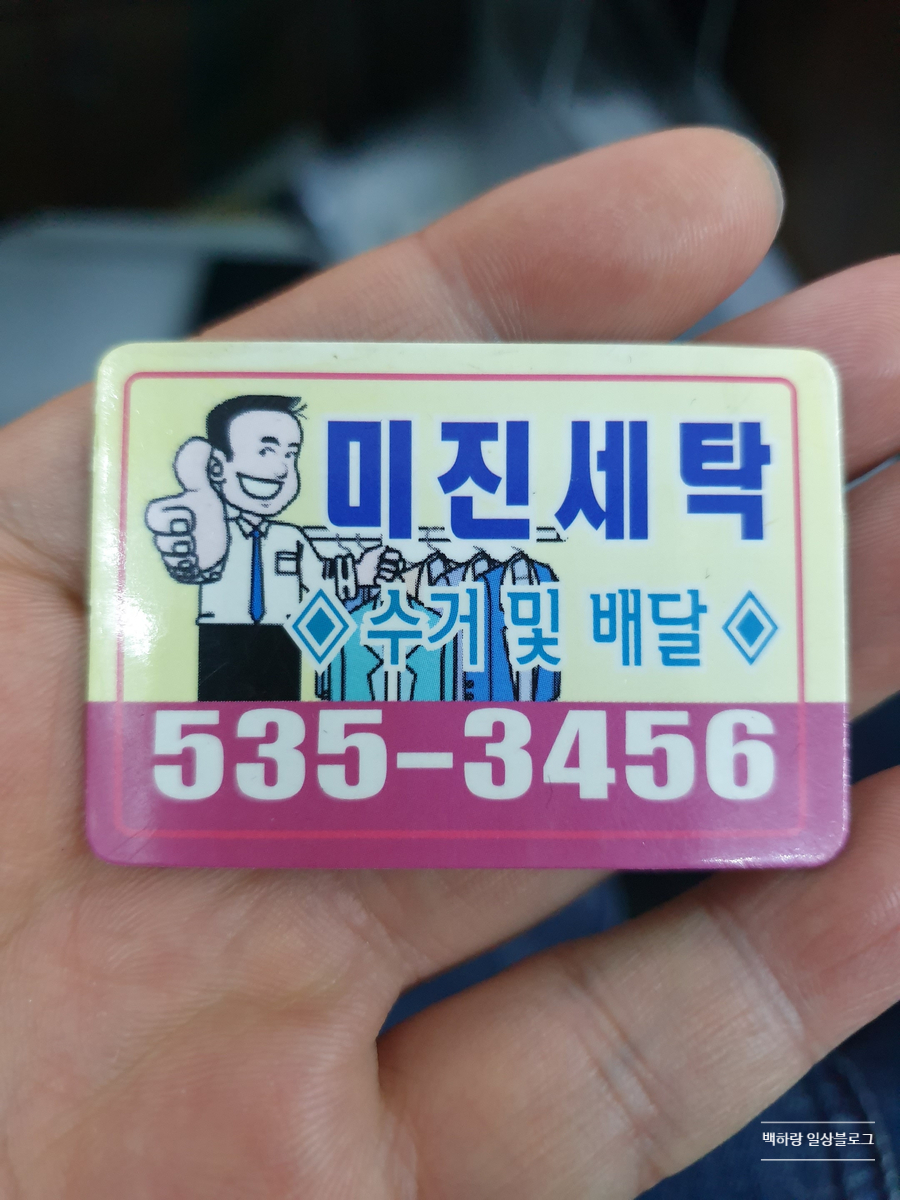 미진세탁
수거 및 배달
535-3456
백하랑 일상블로그